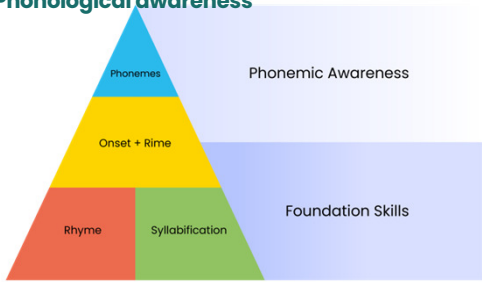 Phonological awareness
Phonemes
Phonemic Awareness
Onset + Rime
Foundation Skills
Rhyme
Syllabification